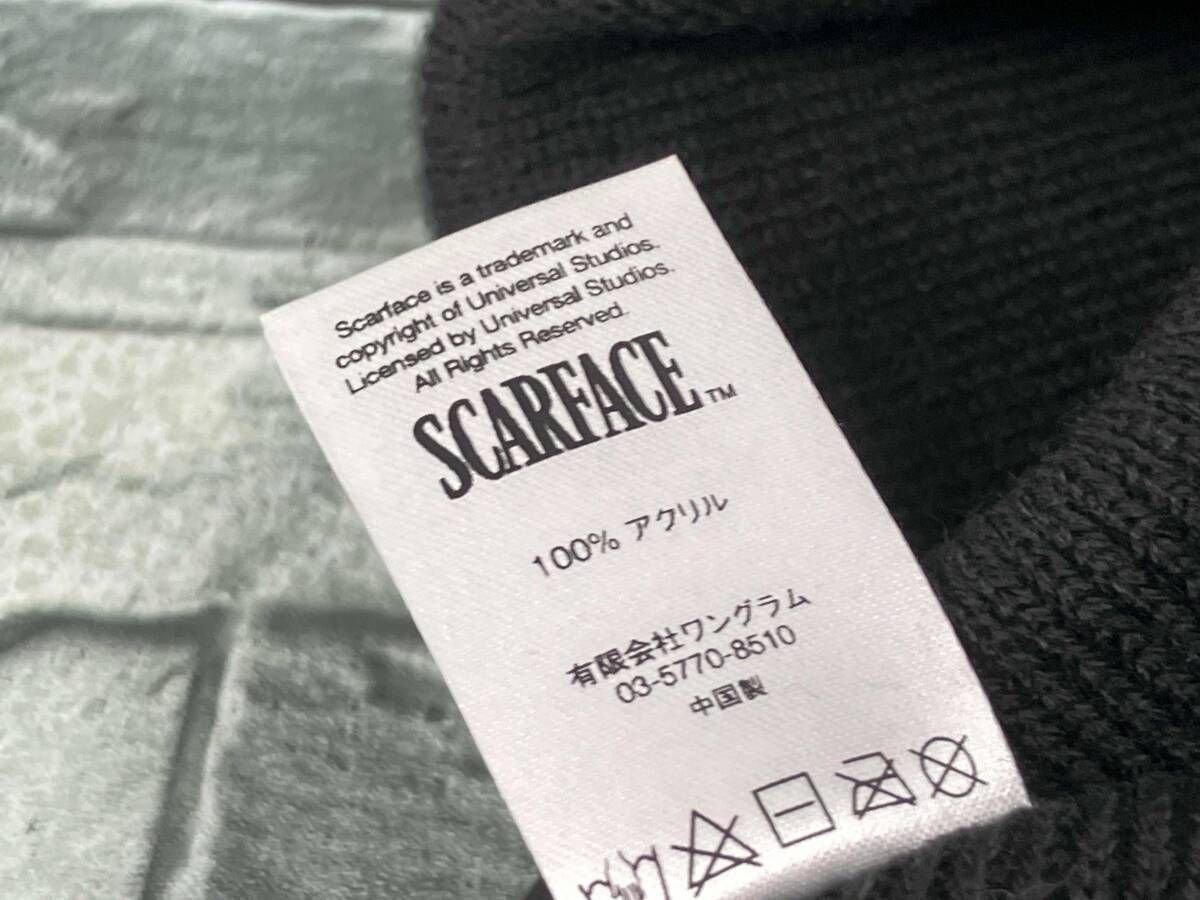 Scarface is a trademark and
copyright of Universal Studios.
Licensed by Universal Studios.
All Rights Reserved.
SCARFACE™
100% アクリル
有限会社ワングラム
03-5770-8510
中国製